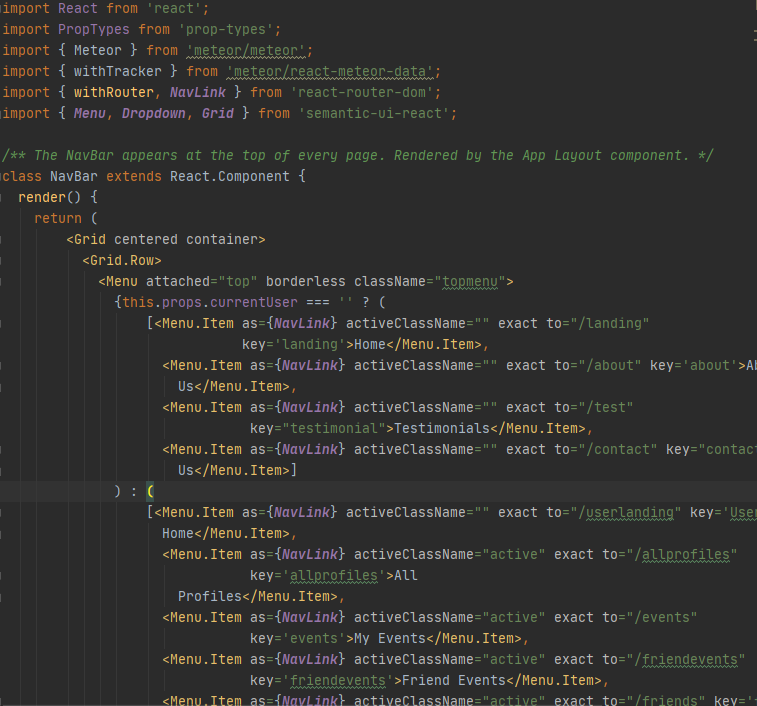 import React from 'react';
import PropTypes from 'prop-types';
import { Meteor } from 'meteor/meteor';
import { withTracker } from 'meteor/react-meteor-data';
import { withRouter, NavLink } from 'react-router-dom';
import { Menu, Dropdown, Grid } from 'semantic-ui-react';
/** The NavBar appears at the top of every page. Rendered by the App Layout component. */
class NavBar extends React.Component {
render() {
return (
<Grid centered container>
<Grid.Row>
<Menu attached="top" borderless className="topmenu">
{this.props.currentUser === '' ? (
[<Menu.Item as={NavLink} activeClassName="" exact to="/landing"
key='landing'>Home</Menu.Item>,
<Menu.Item as={NavLink} activeClassName="" exact to="/about" key='about'>Ab
Us</Menu.Item>,
<Menu.Item as={NavLink} activeClassName="" exact to="/test"
key="testimonial">Testimonials</Menu.Item>,
<Menu.Item as={NavLink} activeClassName="" exact to="/contact" key="contac
Us</Menu.Item>]
) : (
[<Menu.Item as={NavLink} activeClassName="" exact to="/userlanding" key='User
Home</Menu.Item>,
<Menu.Item as={NavLink} activeClassName="active" exact to="/allprofiles"
key='allprofiles'>All
Profiles</Menu.Item>,
<Menu.Item as={NavLink} activeClassName="active" exact to="/events"
key='events'>My Events</Menu.Item>,
<Menu.Item as={NavLink} activeClassName="active" exact to="/friendevents"
key='friendevents'>Friend Events</Menu.Item>,
<Menu.Item as={NavLink} activeClassName="active" exact to="/friends" key='